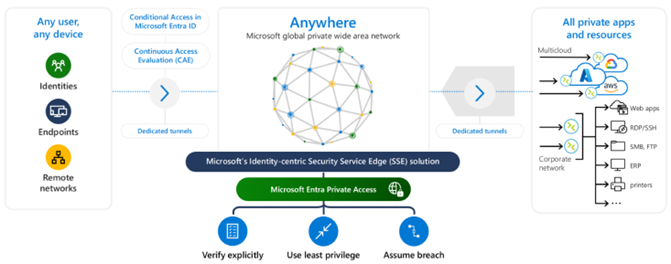 Any user,
any device
Identities
Endpoints
Remote
networks
Conditional Access in
Microsoft Entra ID
Continuous Access
Evaluation (CAE)
Dedicated tunnels
Anywhere
Microsoft global private wide area network
Dedicated tunnels
Microsoft's Identity-centric Security Service Edge (SSE) solution
Microsoft Entra Private Access
Verify explicitly
Use least privilege
Assume breach
All private apps
and resources
Multicloud
aws
Corporate
network
Web apps
RDP/SSH
SMB, FTP
ERP
printers
...